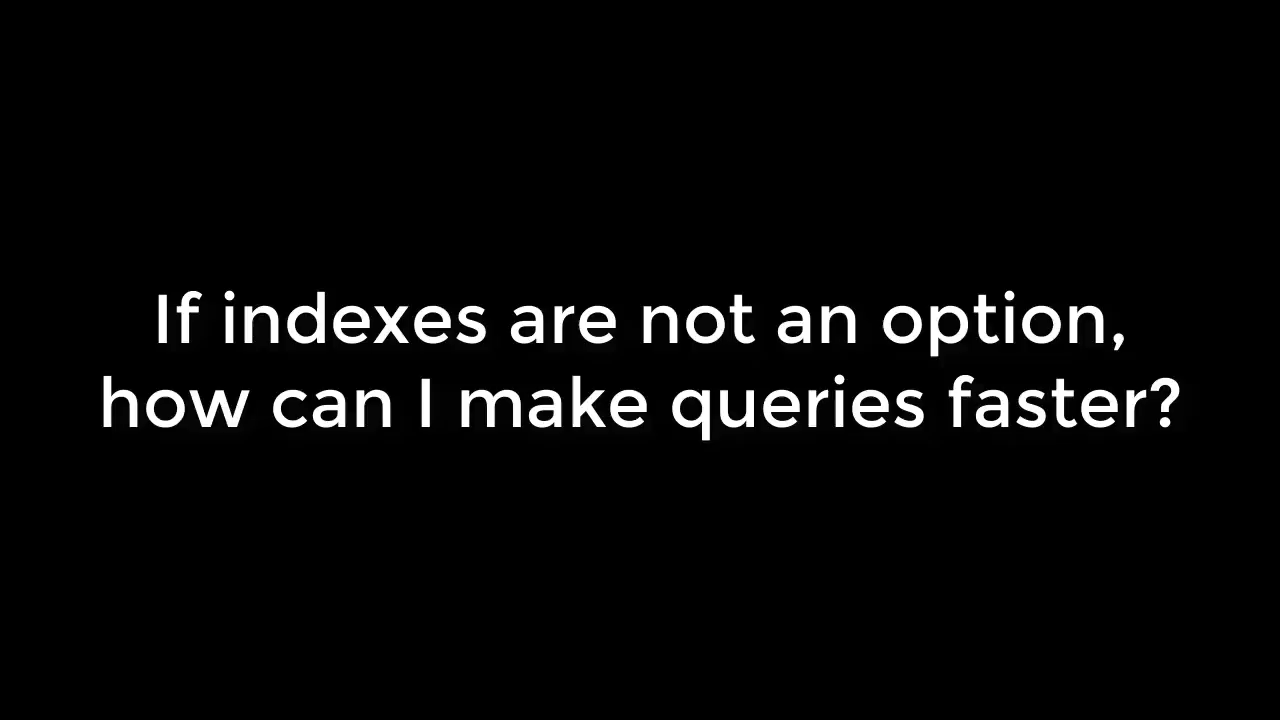 If indexes are not an option,
how can I make queries faster?